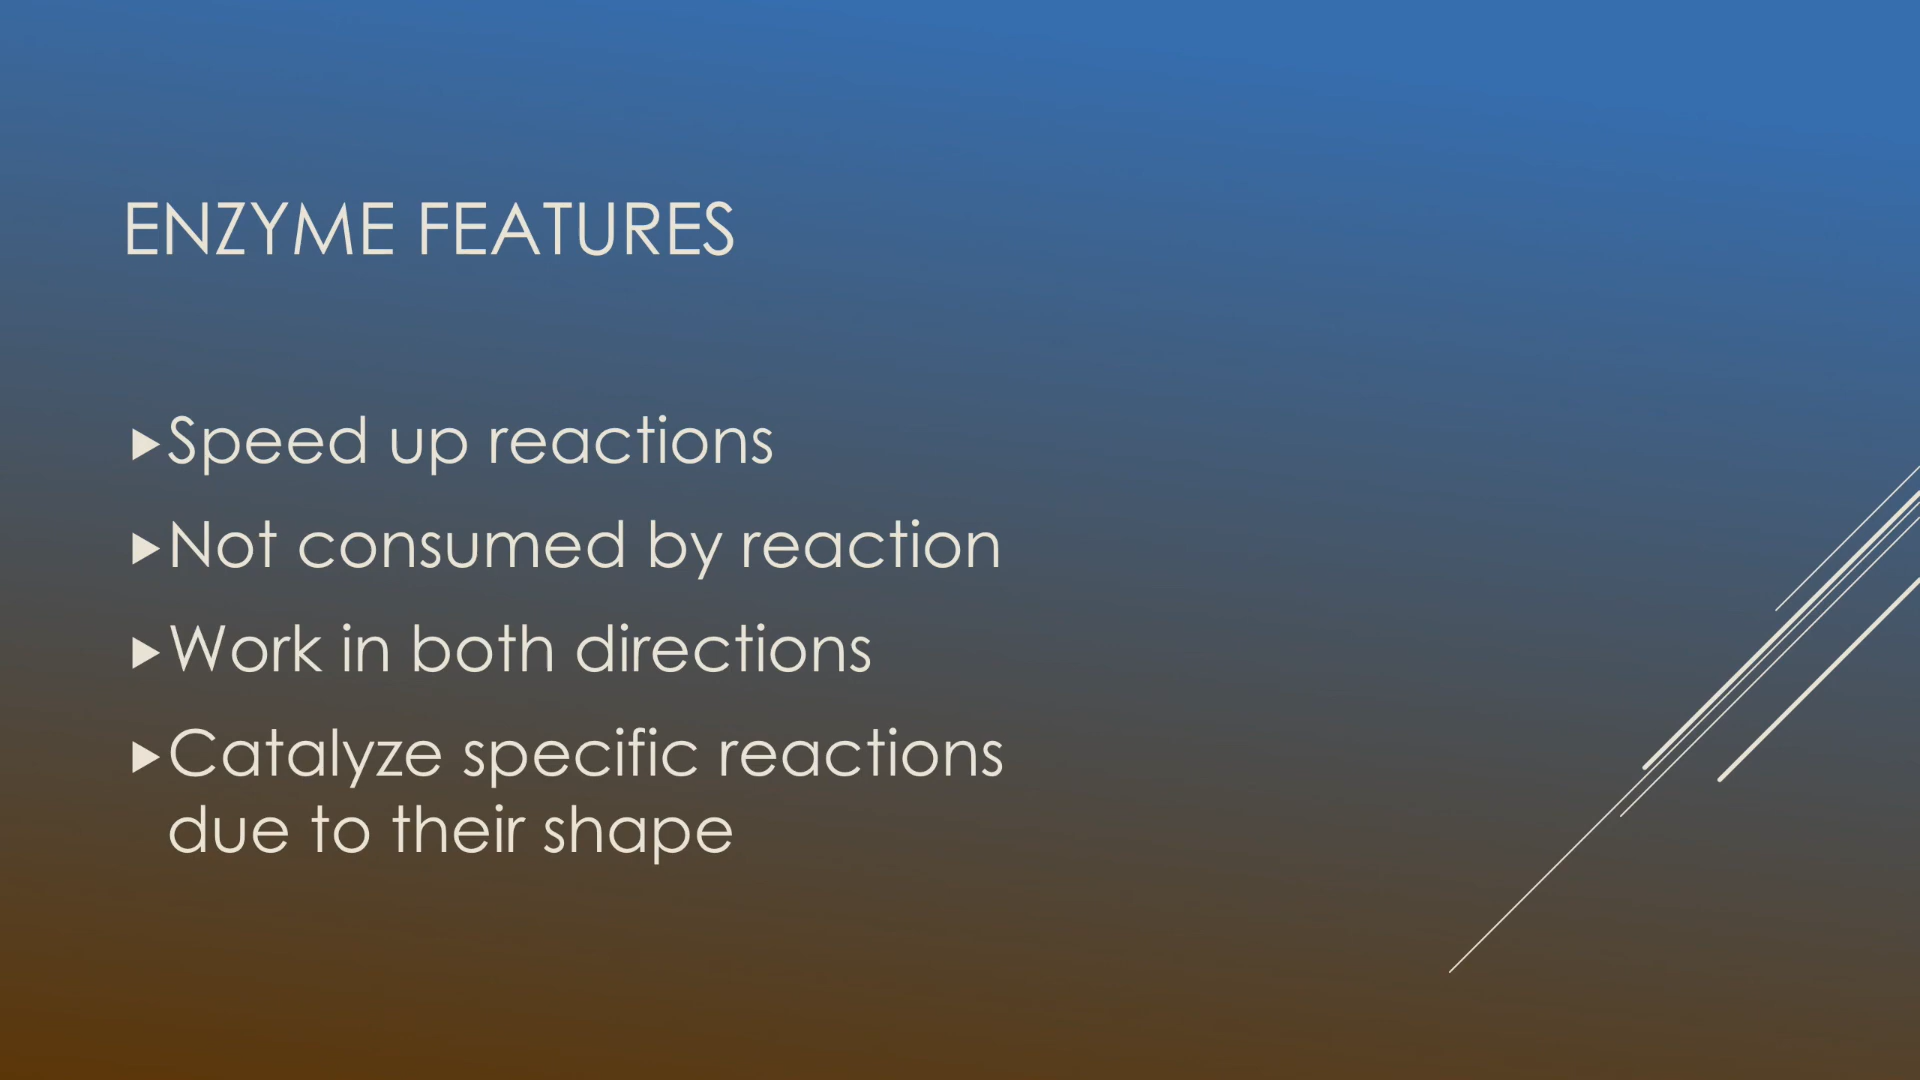 ENZYME FEATURES
▶Speed up reactions
▶Not consumed by reaction
▶Work in both directions
▶Catalyze specific reactions
due to their shape